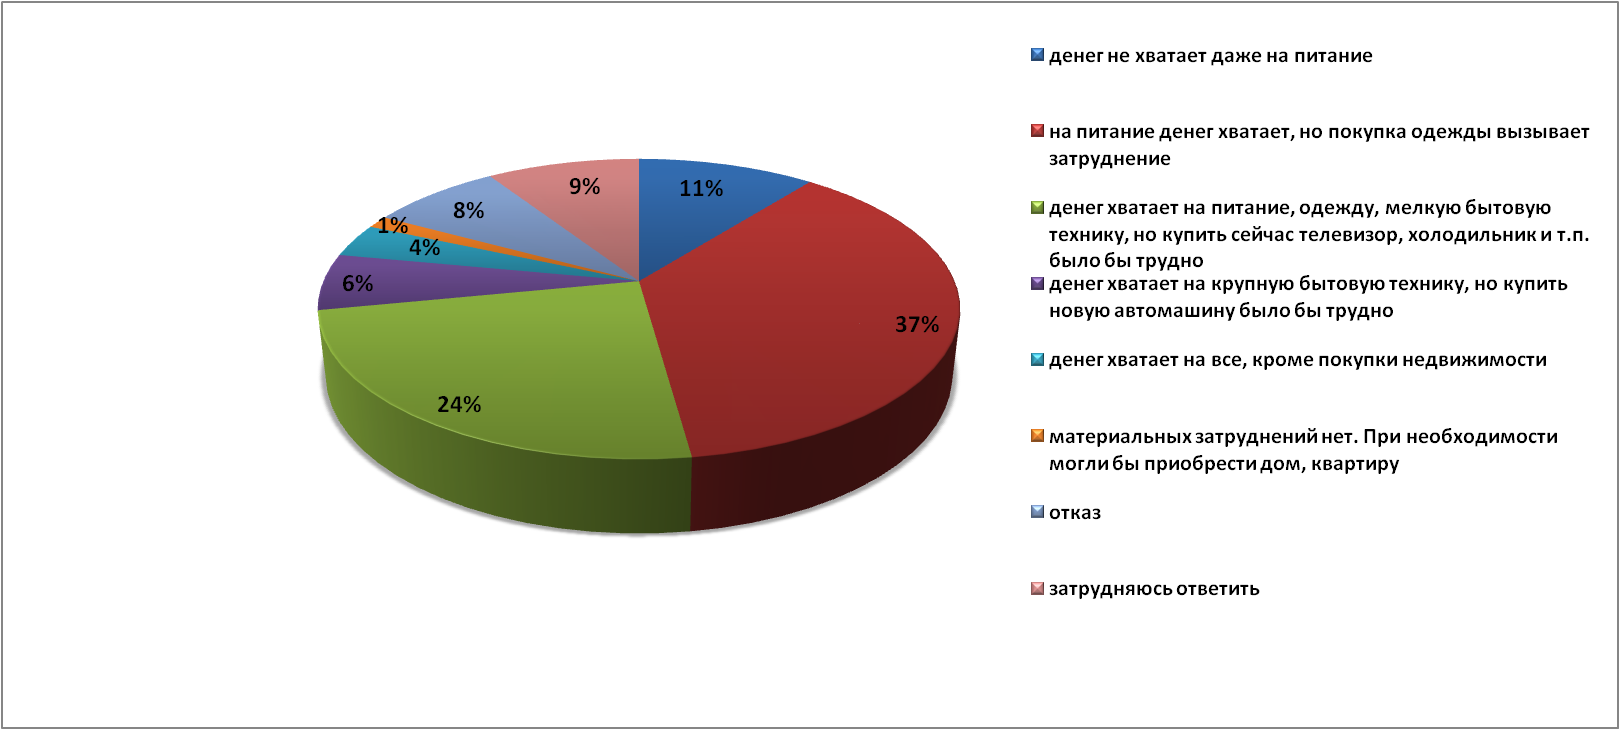 11%
37%
24%
6%
4%
1%
8%
9%
денег не хватает даже на питание
на питание денег хватает, но покупка одежды вызывает
затруднение
денег хватает на питание, одежду, мелкую бытовую
технику, но купить сейчас телевизор, холодильник и т.п.
было бы трудно
денег хватает на крупную бытовую технику, но купить
новую автомашину было бы трудно
денег хватает на все, кроме покупки недвижимости
материальных затруднений нет. При необходимости
могли бы приобрести дом, квартиру
отказ
затрудняюсь ответить